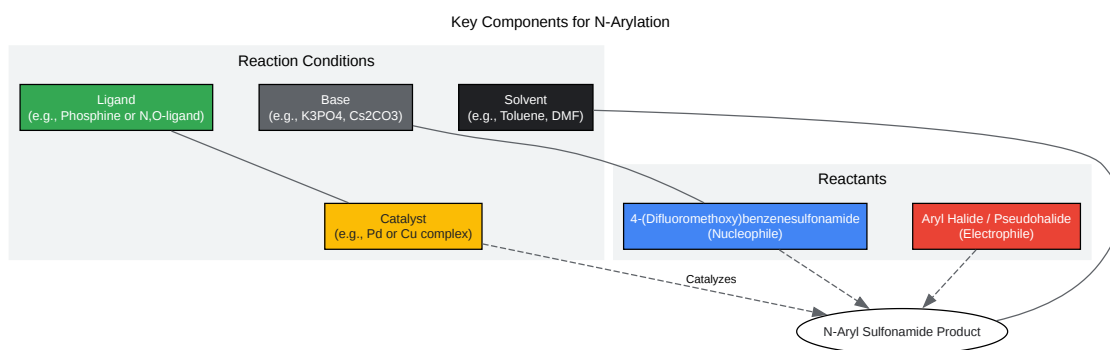 Key Components for N-Arylation
Reaction Conditions
Ligand
(e.g., Phosphine or N,O-ligand)
Base
(e.g., K3PO4, Cs2CO3)
Solvent
(e.g., Toluene, DMF)
Reactants
Catalyst
(e.g., Pd or Cu complex)
4-(Difluoromethoxy)benzenesulfonamide
(Nucleophile)
Aryl Halide / Pseudohalide
(Electrophile)
Catalyzes
N-Aryl Sulfonamide Product